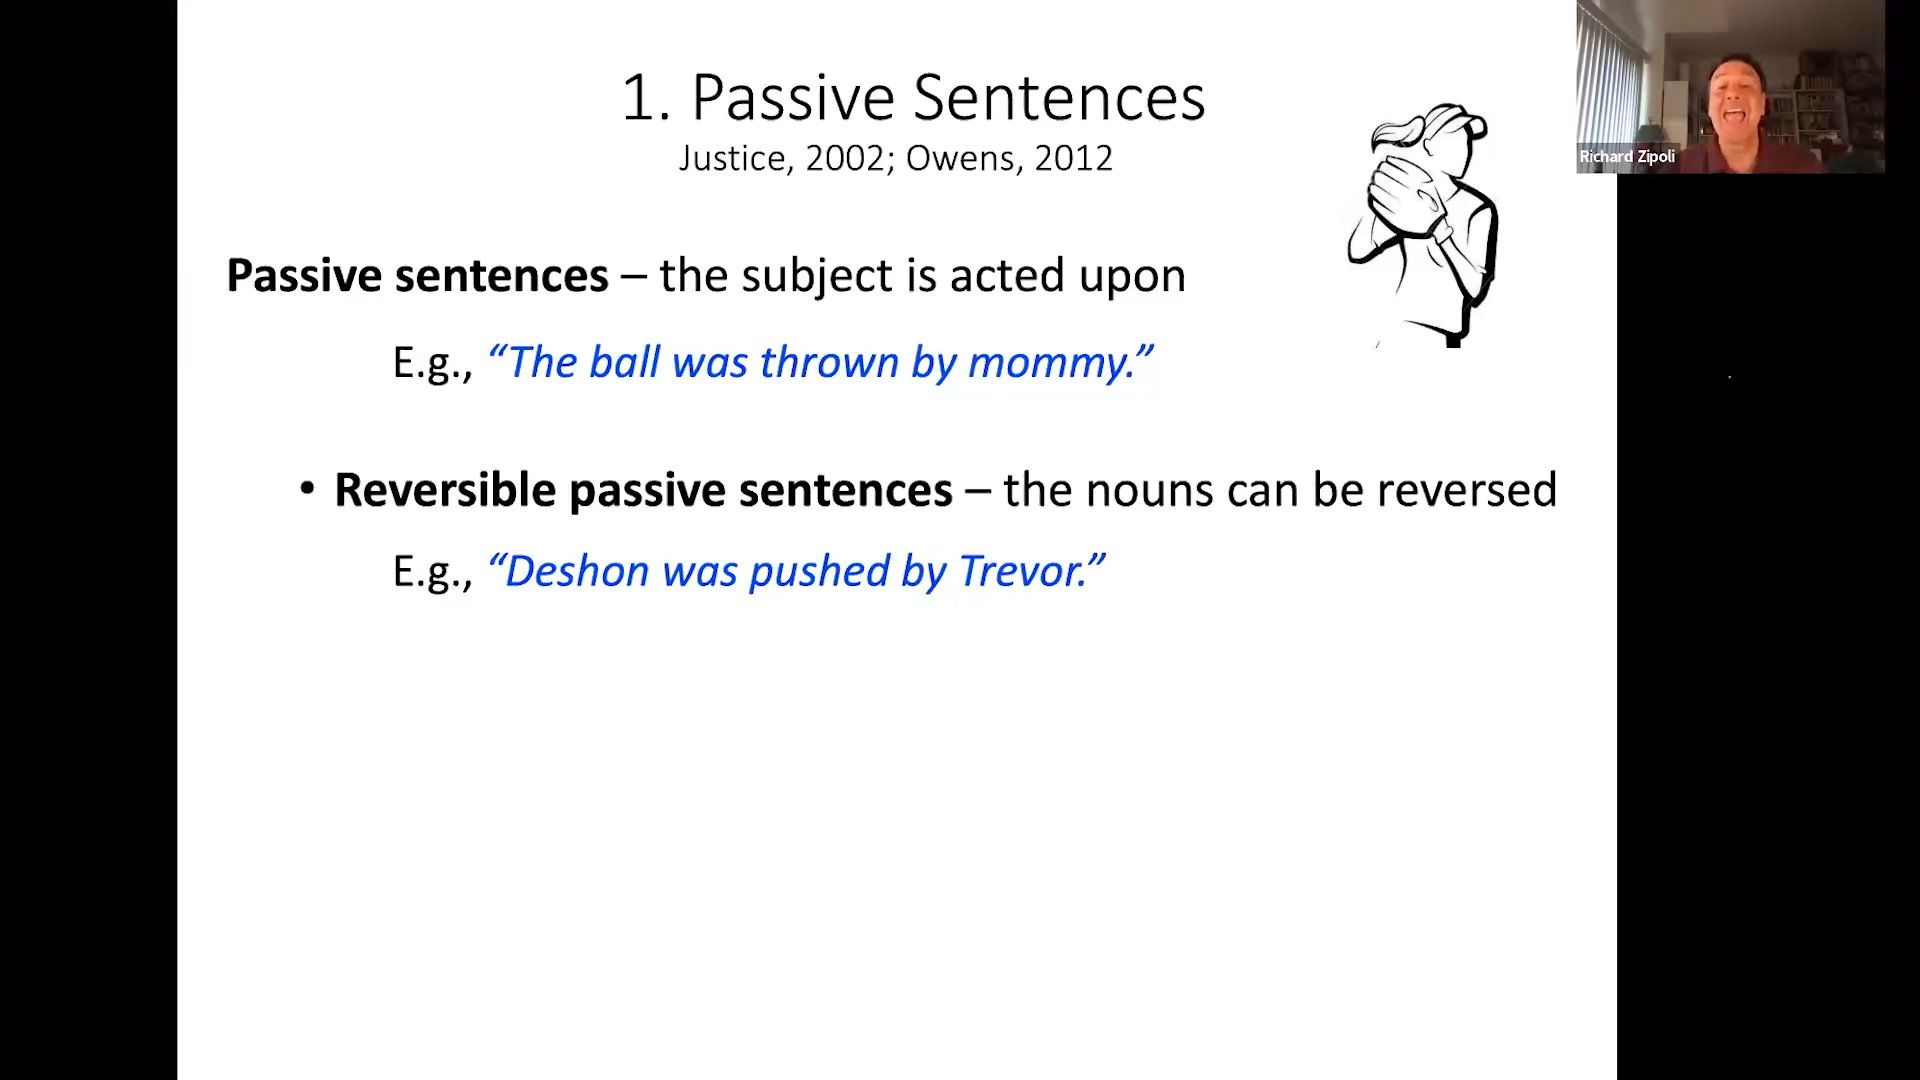 1. Passive Sentences
Justice, 2002; Owens, 2012
Richard Zipoli
Passive sentences – the subject is acted upon
E.g., “The ball was thrown by mommy.”
• Reversible passive sentences – the nouns can be reversed
E.g., “Deshon was pushed by Trevor.”